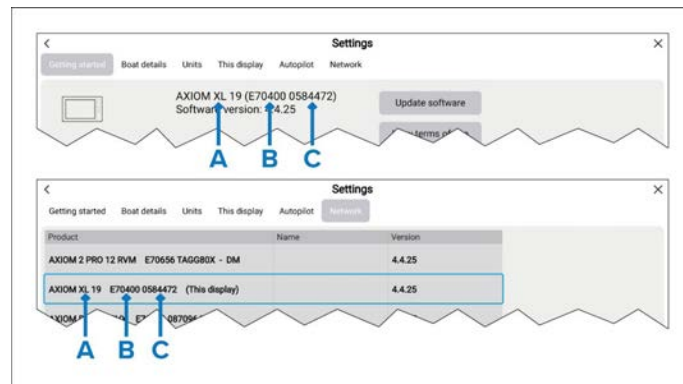 Settings
Getting started Boat details Units This display Autopilot Network
AXIOM XL 19 (E70400 0584472)
Software version: 4.4.25
Update software
terms of
A B C
Settings
Getting started Boat details Units This display Autopilot Network
Product Name Version
AXIOM 2 PRO 12 RVM E70656 TAGG80X - DM 4.4.25
AXIOM XL 19 E70400 0584472 (This display) 4.4.25
A B C